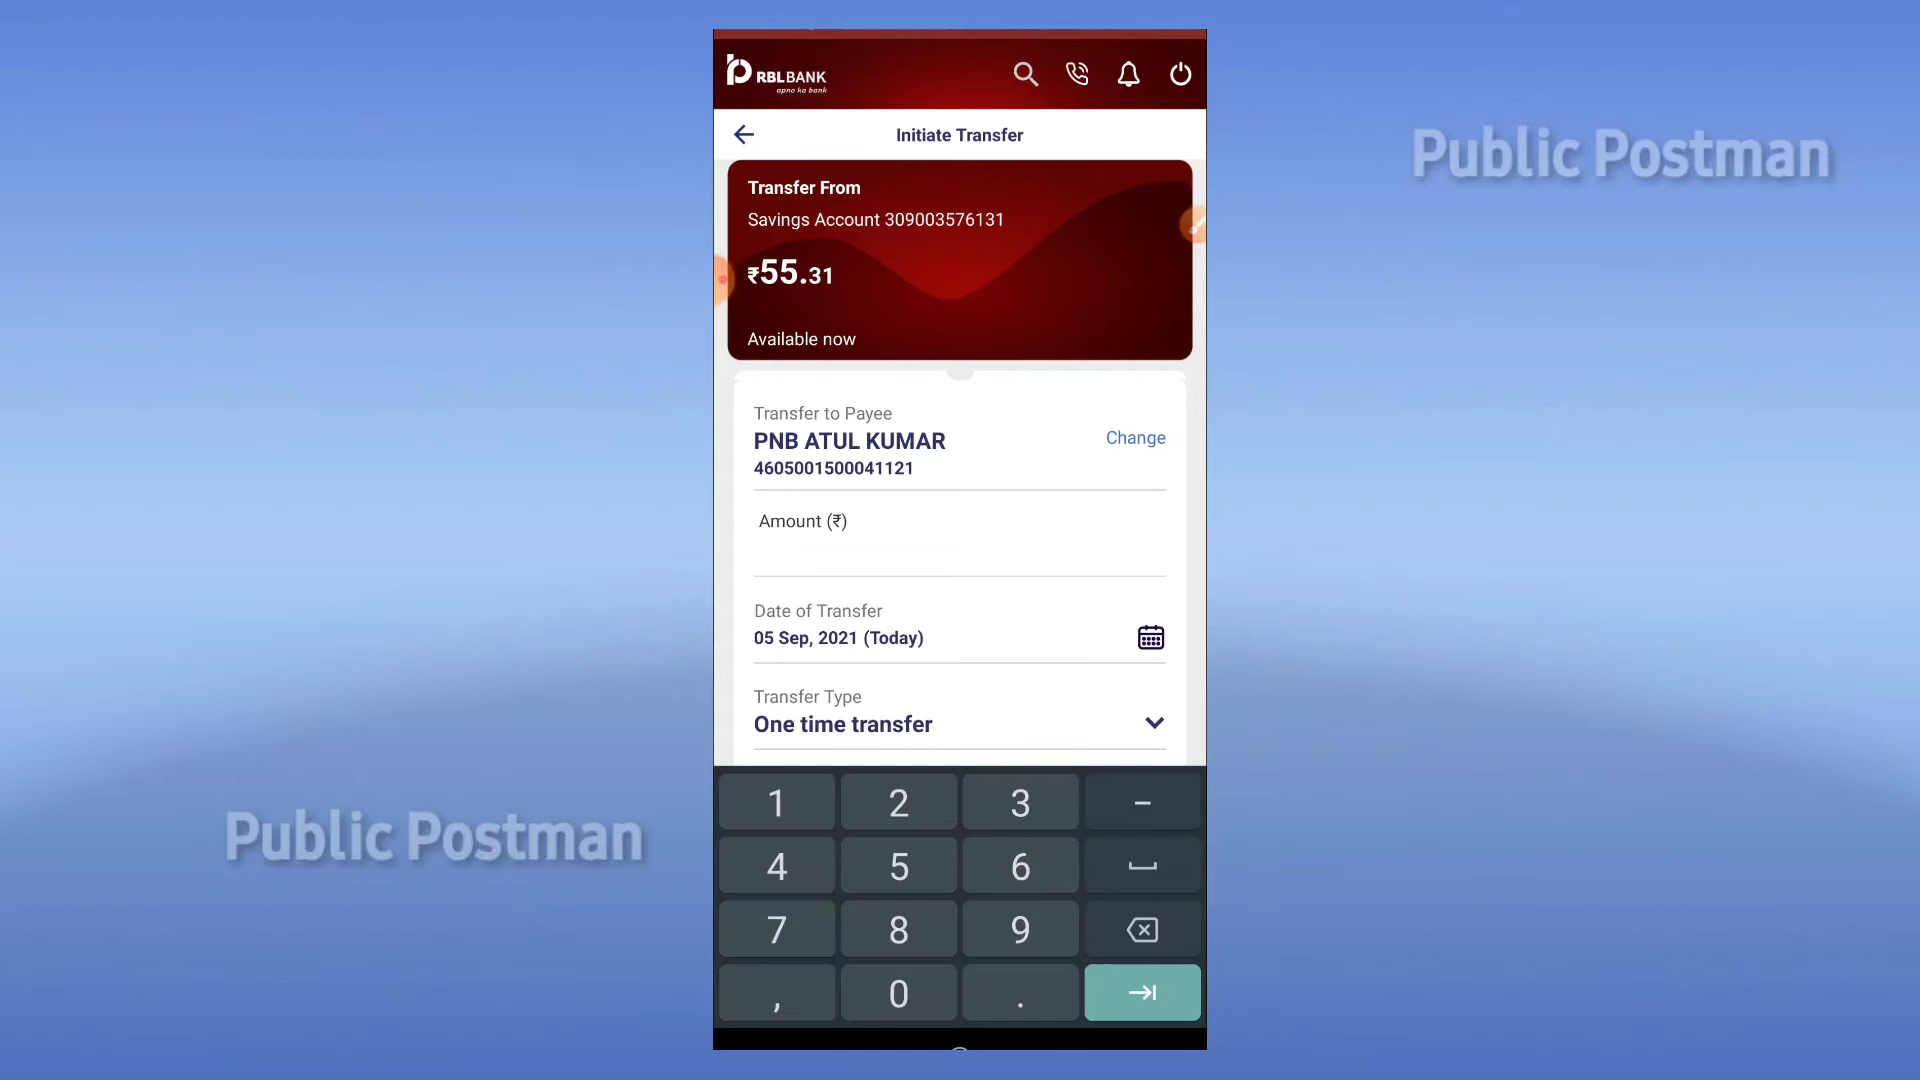 RBL BANK
apno ka bank
Initiate Transfer
Public Postman
Transfer From
Savings Account 309003576131
₹55.31
Available now
Transfer to Payee
PNB ATUL KUMAR
Change
4605001500041121
Amount (₹)
Date of Transfer
05 Sep, 2021 (Today)
Transfer Type
One time transfer
1 2 3 –
4 5 6
7 8 9
, 0 .
Public Postman